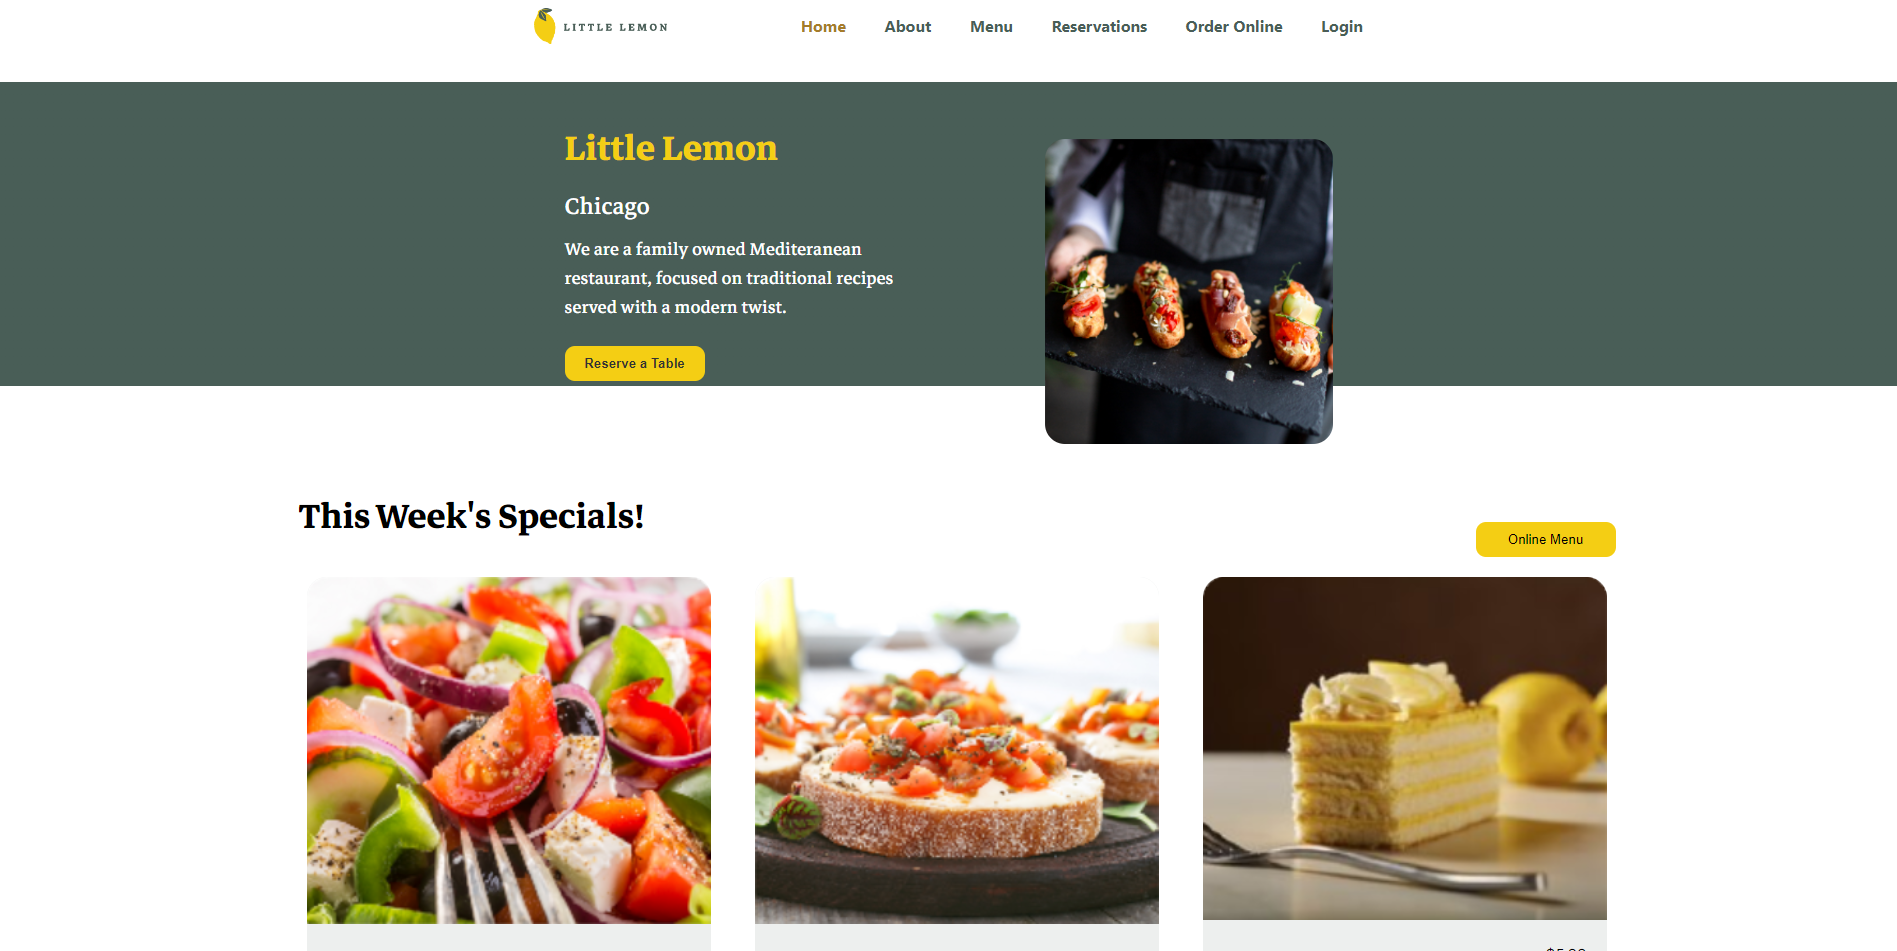 LITTLE LEMON
Home About Menu Reservations Order Online Login
Little Lemon
Chicago
We are a family owned Mediteranean
restaurant, focused on traditional recipes
served with a modern twist.
Reserve a Table
This Week's Specials!
Online Menu